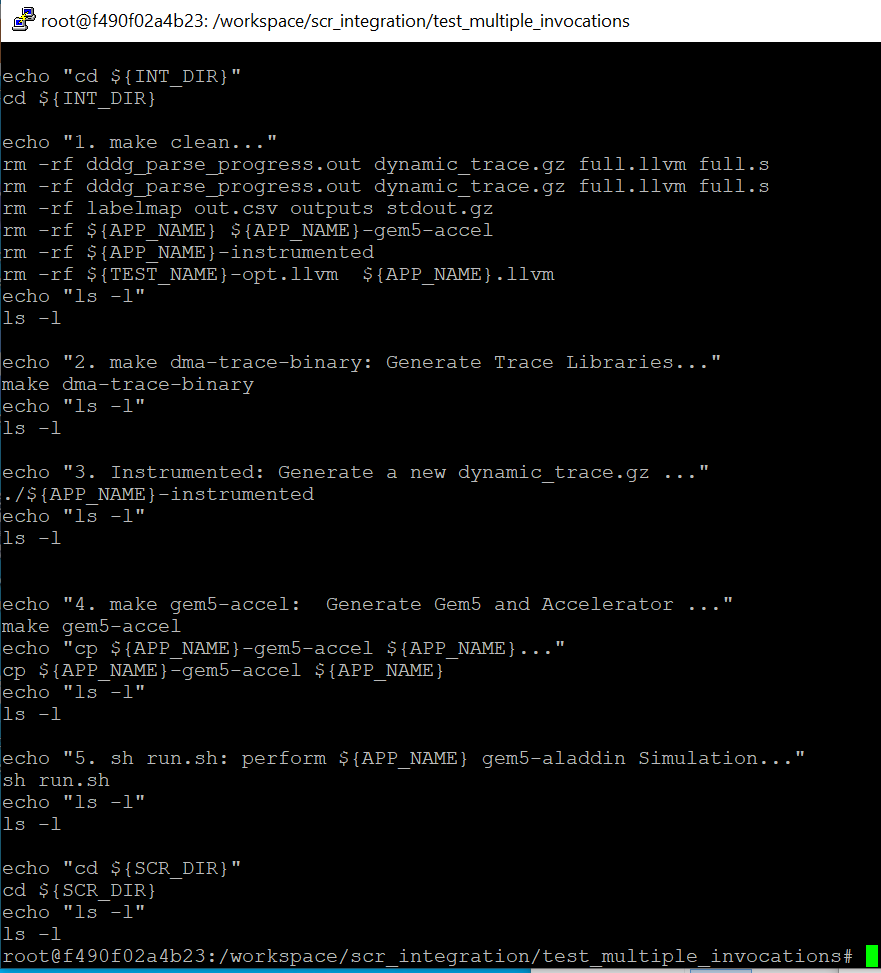 root@f490f02a4b23: /workspace/scr_integration/test_multiple_invocations
echo "cd ${INT_DIR}"
cd ${INT_DIR}
echo "1. make clean..."
rm -rf dddg_parse_progress.out dynamic_trace.gz full.llvm full.s
rm -rf dddg_parse_progress.out dynamic_trace.gz full.llvm full.s
rm -rf labelmap out.csv outputs stdout.gz
rm -rf ${APP_NAME} ${APP_NAME}-gem5-accel
rm -rf ${APP_NAME}-instrumented
rm -rf ${TEST_NAME}-opt.llvm  ${APP_NAME}.llvm
echo "ls -l"
ls -l
echo "2. make dma-trace-binary: Generate Trace Libraries..."
make dma-trace-binary
echo "ls -l"
ls -l
echo "3. Instrumented: Generate a new dynamic_trace.gz ..."
./${APP_NAME}-instrumented
echo "ls -l"
ls -l
echo "4. make gem5-accel:  Generate Gem5 and Accelerator ..."
make gem5-accel
echo "cp ${APP_NAME}-gem5-accel ${APP_NAME}..."
cp ${APP_NAME}-gem5-accel ${APP_NAME}
echo "ls -l"
ls -l
echo "5. sh run.sh: perform ${APP_NAME} gem5-aladdin Simulation..."
sh run.sh
echo "ls -l"
ls -l
echo "cd ${SCR_DIR}"
cd ${SCR_DIR}
echo "ls -l"
ls -l
root@f490f02a4b23:/workspace/scr_integration/test_multiple_invocations#